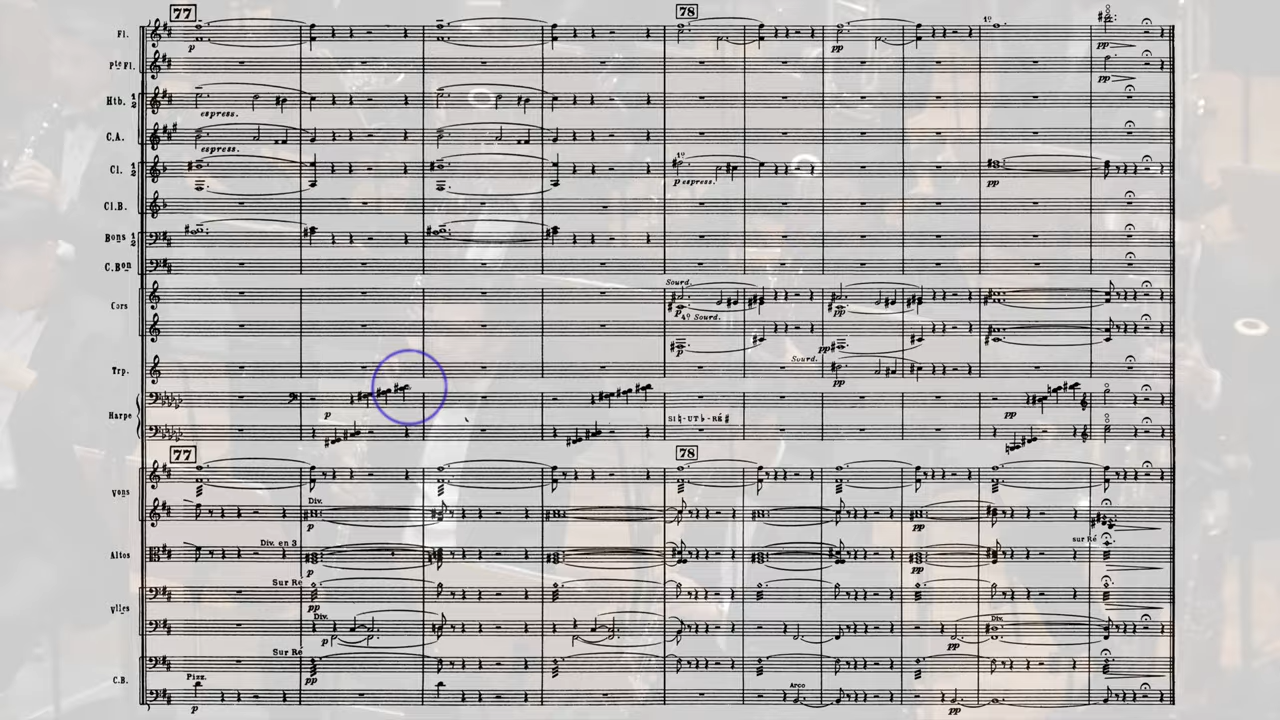 77 78
Fl.
p pp 1º pp
Pte Fl.
pp
Htb. 1 2
espress.
C.A.
espress.
Cl. 1 2
1º
p espress. pp
Cl.B.
Bons 1 2
C.Bon
Sourd.
Cors
p pp
4º Sourd.
p pp
Sourd.
Trp.
pp
Harpe
p SI♮-UT♭-RÉ♯ pp
77 78
Vons
Div.
p pp
Div. en 3 sur Ré
Altos
p pp
Sur Ré
pp
Vlles
Div. Div.
p pp
Sur Ré
pp
C.B.
Pizz. Arco
p pp